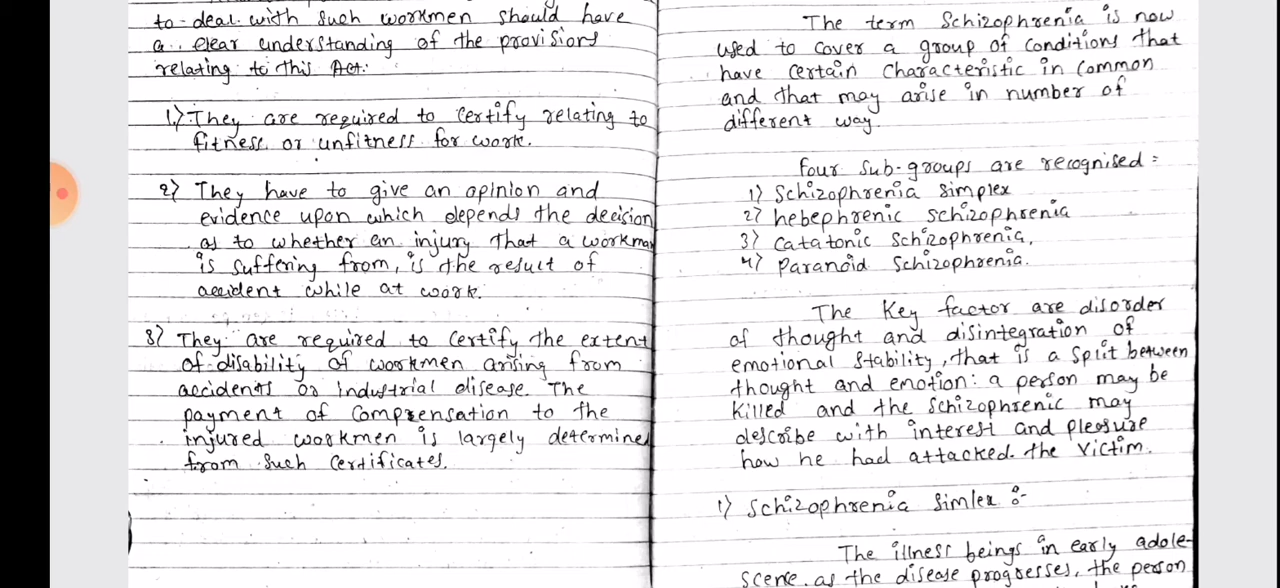 to deal with such workmen should have
a clear understanding of the provisions
relating to this Act.
1.) They are required to certify relating to
fitness or unfitness for work.
2) They have to give an opinion and
evidence upon which depends the decision
as to whether an injury that a workman
is suffering from, is the result of
accident while at work.
3) They are required to certify the extent
of disability of workmen arising from
accidents or industrial disease. The
payment of compensation to the
injured workmen is largely determined
from such certificates.
The term Schizophrenia is now
used to cover a group of conditions that
have certain characteristic in common
and that may arise in number of
different way.
Four sub-groups are recognised:
1) Schizophrenia simplex
2) hebephrenic schizophrenia
3) Catatonic Schizophrenia,
4) Paranoid Schizophrenia.
The Key factor are disorder
of thought and disintegration of
emotional stability, that is a split between
thought and emotion: a person may be
killed and the schizophrenic may
describe with interest and pleasure
how he had attacked the victim.
1) Schizophrenia Simlex :-
The illness beings in early adole-
scence. as the disease progresses, the person